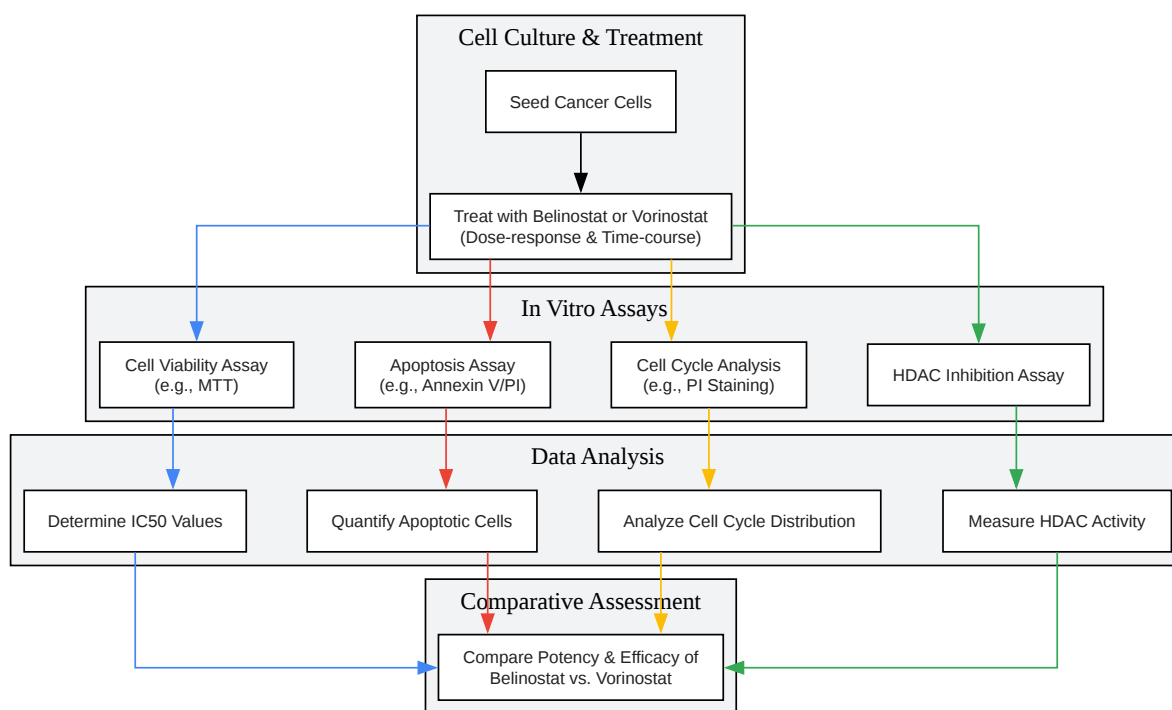 Cell Culture & Treatment
Seed Cancer Cells
Treat with Belinostat or Vorinostat
(Dose-response & Time-course)
In Vitro Assays
Cell Viability Assay
(e.g., MTT)
Apoptosis Assay
(e.g., Annexin V/PI)
Cell Cycle Analysis
(e.g., PI Staining)
HDAC Inhibition Assay
Data Analysis
Determine IC50 Values
Quantify Apoptotic Cells
Analyze Cell Cycle Distribution
Measure HDAC Activity
Comparative Assessment
Compare Potency & Efficacy of
Belinostat vs. Vorinostat